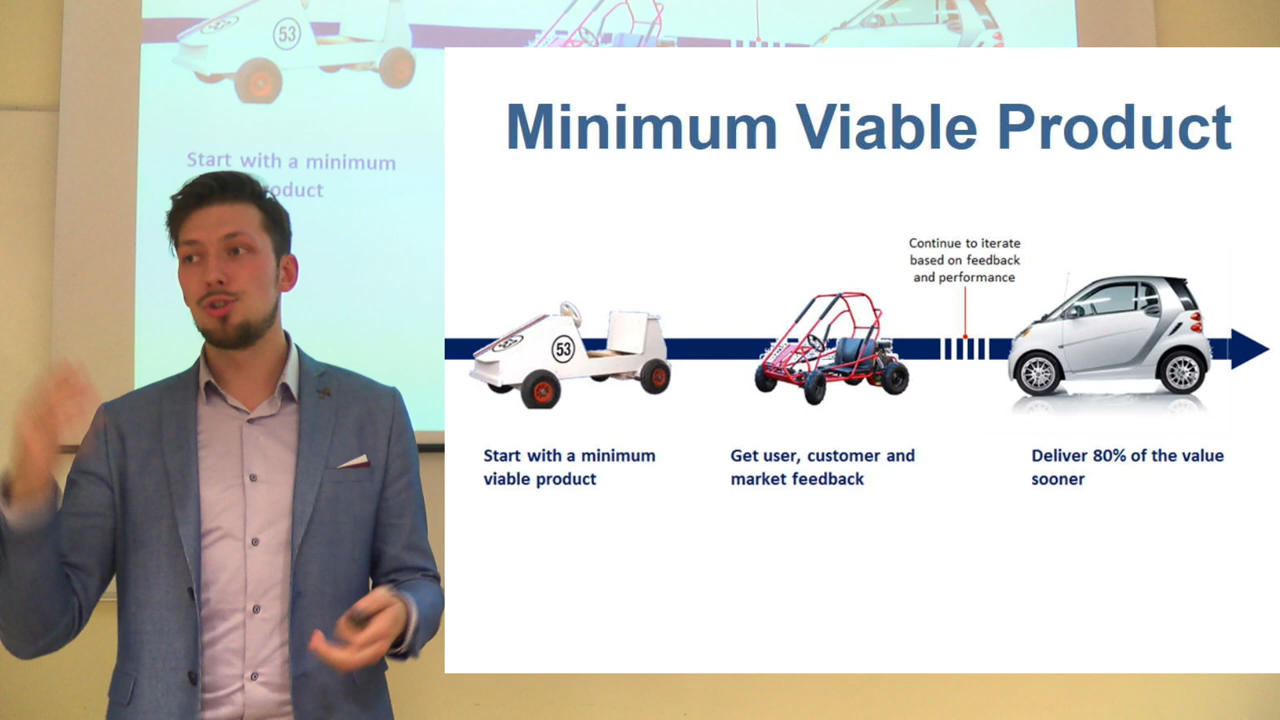 53
Start with a minimum
Minimum Viable Product
Continue to iterate
based on feedback
and performance
53
Start with a minimum
viable product
Get user, customer and
market feedback
Deliver 80% of the value
sooner